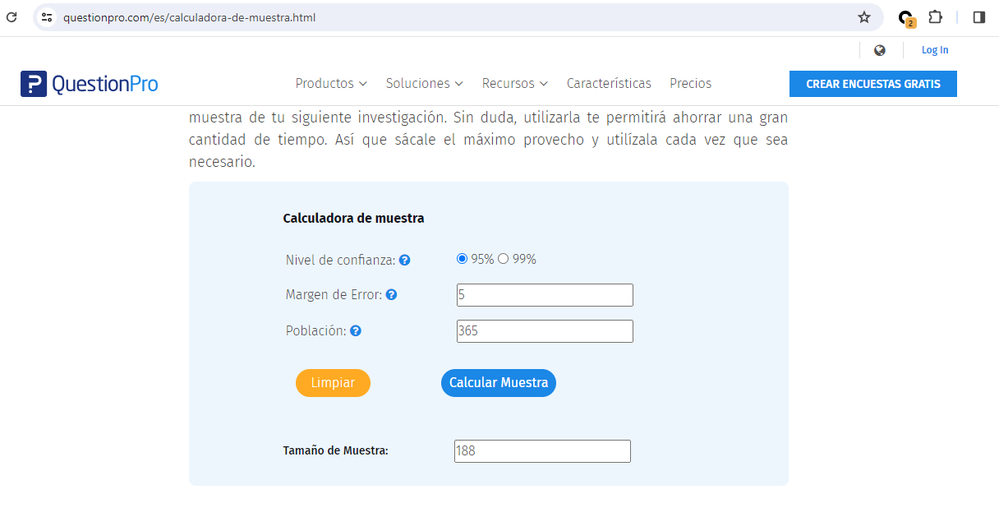 questionpro.com/es/calculadora-de-muestra.html
2
Log In
QuestionPro
Productos
Soluciones
Recursos
Características
Precios
CREAR ENCUESTAS GRATIS
muestra de tu siguiente investigación. Sin duda, utilizarla te permitirá ahorrar una gran
cantidad de tiempo. Así que sácale el máximo provecho y utilízala cada vez que sea
necesario.
Calculadora de muestra
Nivel de confianza: ? 95% 99%
Margen de Error: ? 5
Población: ? 365
Limpiar Calcular Muestra
Tamaño de Muestra: 188